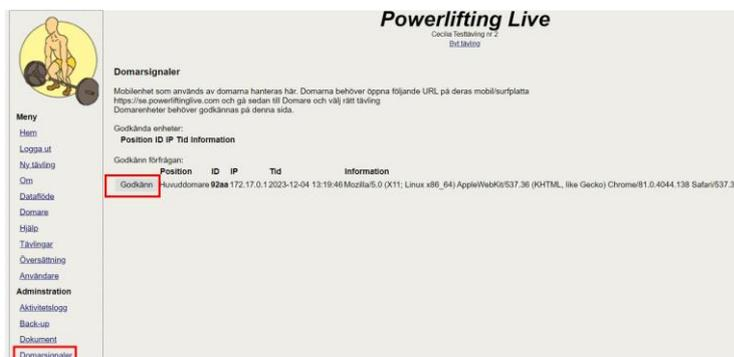 Powerlifting Live
Cecilia Testtävling nr 2
Byt tävling
Domarsignaler
Mobilenhet som används av domarna hanteras här. Domarna behöver öppna följande URL på deras mobil/surfplatta
https://se.powerliftinglive.com och gå sedan till Domare och välj rätt tävling
Domarenheter behöver godkännas på denna sida.
Godkända enheter:
Position ID IP Tid Information
Godkänn förfrågan:
Position ID IP Tid Information
Godkänn Huvuddomare 92aa 172.17.0.1 2023-12-04 13:19:46 Mozilla/5.0 (X11; Linux x86_64) AppleWebKit/537.36 (KHTML, like Gecko) Chrome/81.0.4044.138 Safari/537.3
Meny
Hem
Logga ut
Ny tävling
Om
Dataflöde
Domare
Hjälp
Tävlingar
Översättning
Användare
Adminstration
Aktivitetslogg
Back-up
Dokument
Domarsignaler